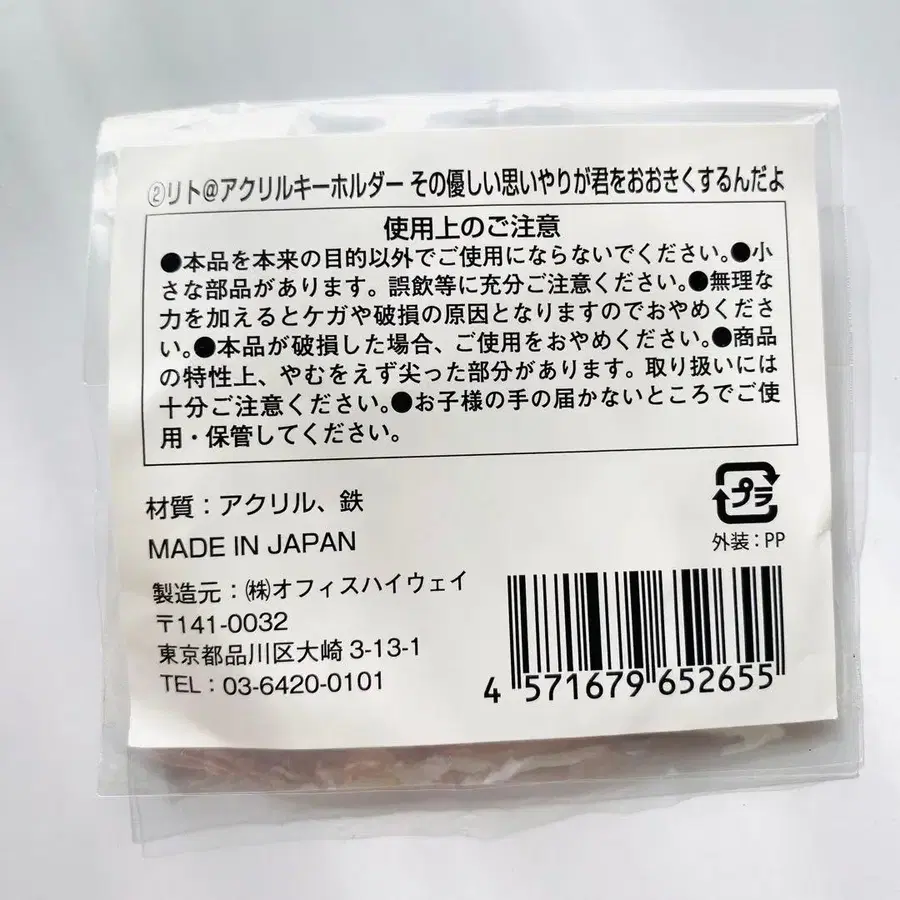 ②リト@アクリルキーホルダー その優しい思いやりが君をおおきくするんだよ
使用上のご注意
●本品を本来の目的以外でご使用にならないでください。●小
さな部品があります。誤飲等に充分ご注意ください。●無理な
力を加えるとケガや破損の原因となりますのでおやめくださ
い。●本品が破損した場合、ご使用をおやめください。●商品
の特性上、やむをえず尖った部分があります。取り扱いには
十分ご注意ください。●お子様の手の届かないところでご使
用・保管してください。
材質：アクリル、鉄
MADE IN JAPAN
プラ
外装：PP
製造元：㈱オフィスハイウェイ
〒141-0032
東京都品川区大崎 3-13-1
TEL：03-6420-0101
4 571679 652655